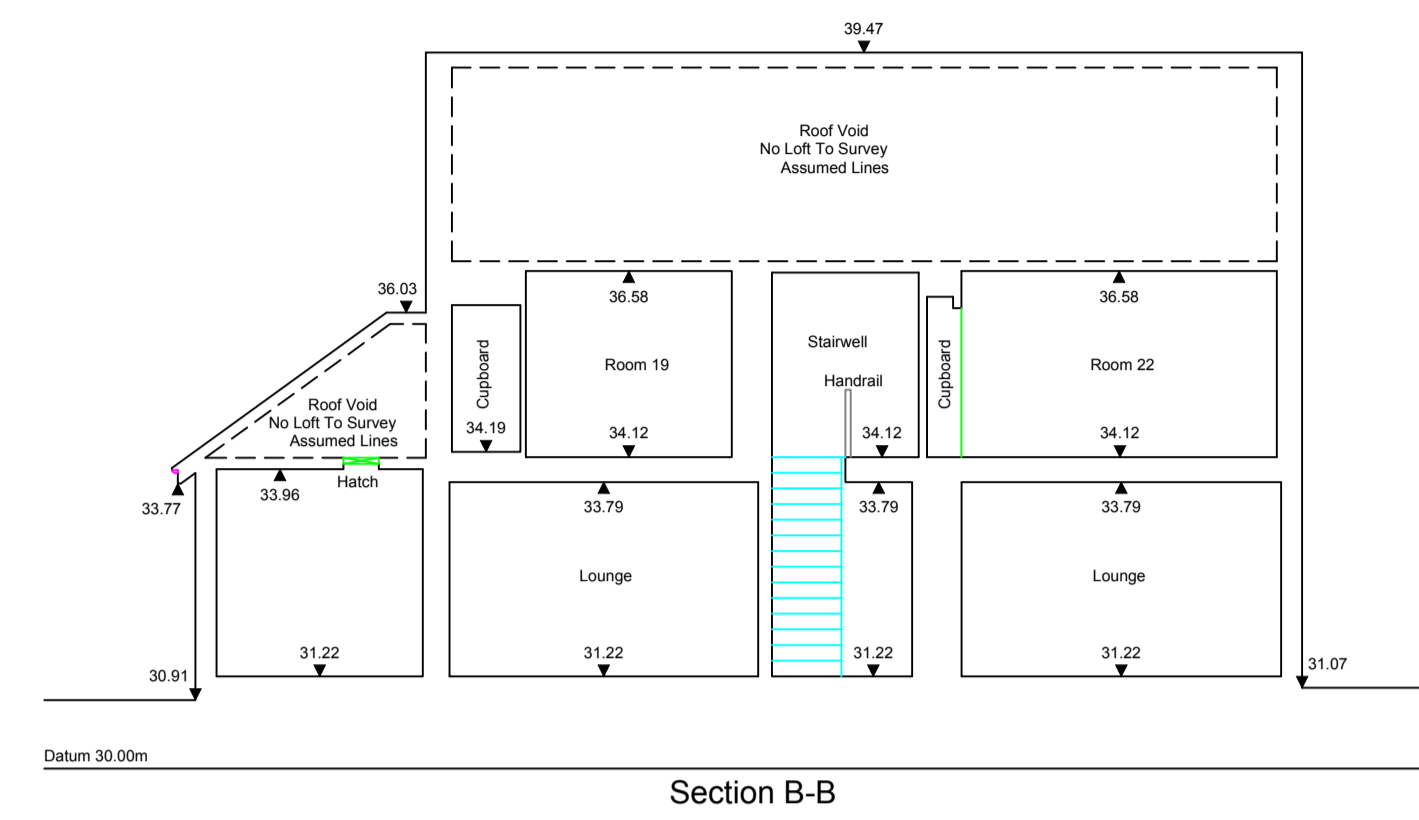 39.47
Roof Void
No Loft To Survey
Assumed Lines
36.03
36.58
36.58
Stairwell
Cupboard
Room 19
Cupboard
Room 22
Handrail
Roof Void
No Loft To Survey
Assumed Lines
34.19
34.12
34.12
34.12
Hatch
33.96
33.77
33.79
33.79
33.79
Lounge
Lounge
31.22
31.22
31.22
31.22
30.91
31.07
Datum 30.00m
Section B-B